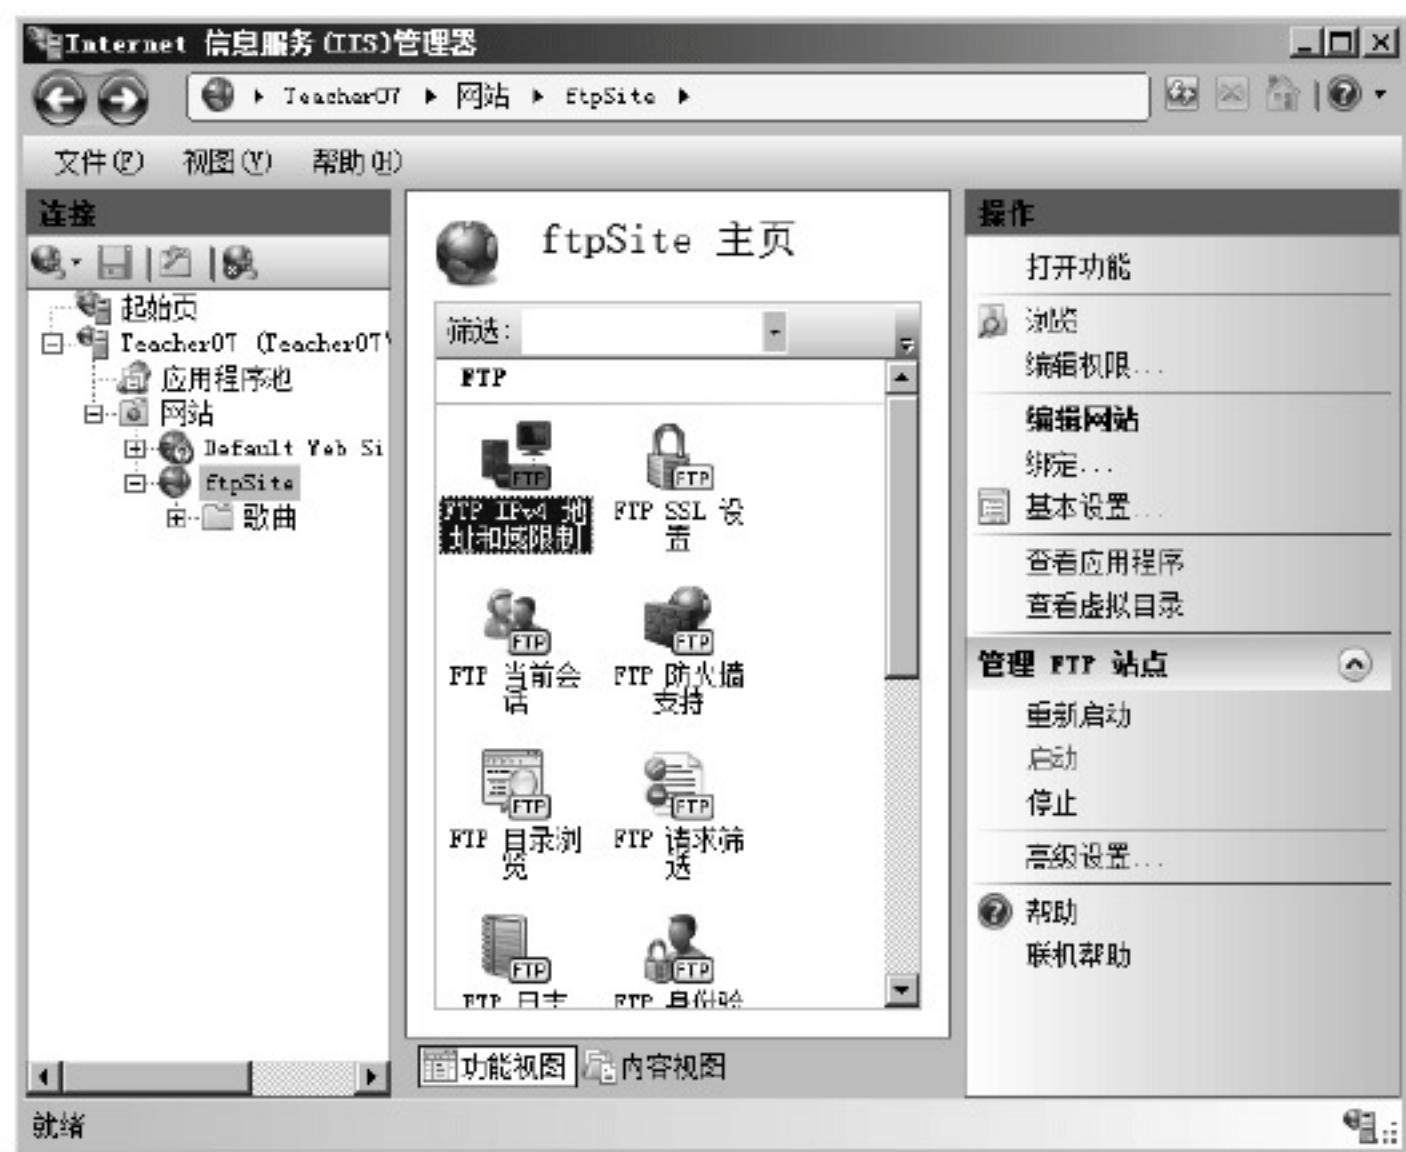 Internet 信息服务(IIS)管理器
Teacher07 网站 ftpSite
文件(F) 视图(V) 帮助(H)
连接
起始页
Teacher07 (Teacher07\
应用程序池
网站
Default Web Si
ftpSite
歌曲
ftpSite 主页
筛选:
FTP
FTP IPv4 地
址和域限制
FTP SSL 设
置
FTP 当前会
话
FTP 防火墙
支持
FTP 目录浏
览
FTP 请求筛
选
FTP 日志
FTP 身份验
功能视图 内容视图
操作
打开功能
浏览
编辑权限...
编辑网站
绑定...
基本设置...
查看应用程序
查看虚拟目录
管理 FTP 站点
重新启动
启动
停止
高级设置...
帮助
联机帮助
就绪